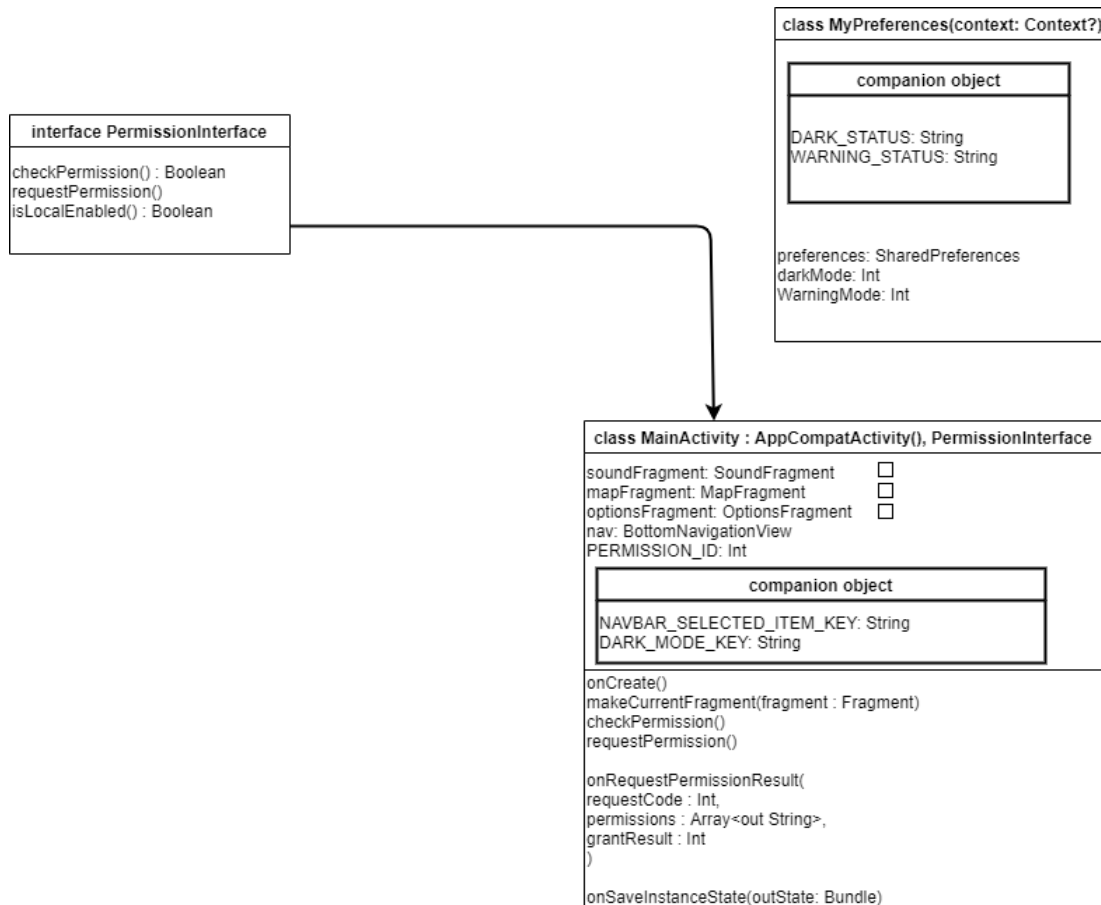 class MyPreferences(context: Context?)
companion object
DARK_STATUS: String
WARNING_STATUS: String
preferences: SharedPreferences
darkMode: Int
WarningMode: Int
interface PermissionInterface
checkPermission() : Boolean
requestPermission()
isLocalEnabled() : Boolean
class MainActivity : AppCompatActivity(), PermissionInterface
soundFragment: SoundFragment
mapFragment: MapFragment
optionsFragment: OptionsFragment
nav: BottomNavigationView
PERMISSION_ID: Int
companion object
NAVBAR_SELECTED_ITEM_KEY: String
DARK_MODE_KEY: String
onCreate()
makeCurrentFragment(fragment : Fragment)
checkPermission()
requestPermission()
onRequestPermissionResult(
requestCode : Int,
permissions : Array<out String>,
grantResult : Int
)
onSaveInstanceState(outState: Bundle)